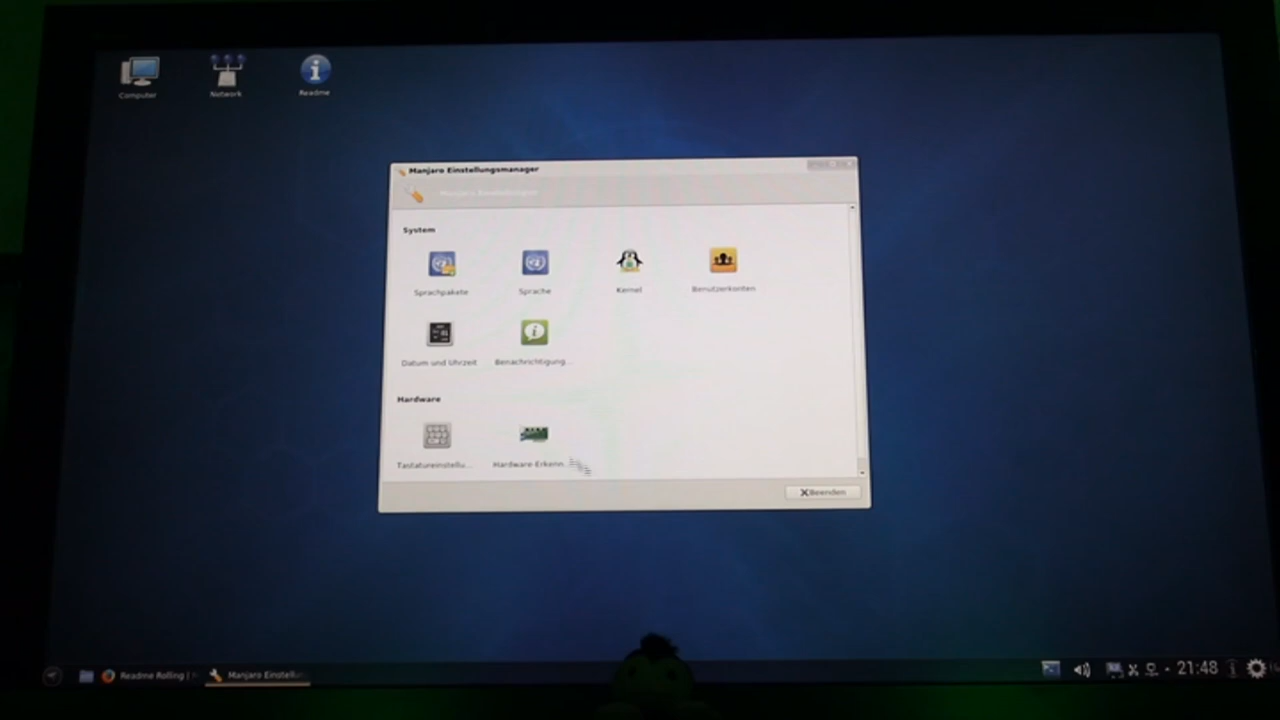 Computer
Network
Readme
Manjaro Einstellungsmanager
Manjaro Einstellungen
System
Sprachpakete
Sprache
Kernel
Benutzerkonten
Datum und Uhrzeit
Benachrichtigung...
Hardware
Tastatureinstellu...
Hardware-Erkenn...
Beenden
Readme Rolling |
Manjaro Einstellu
21:48